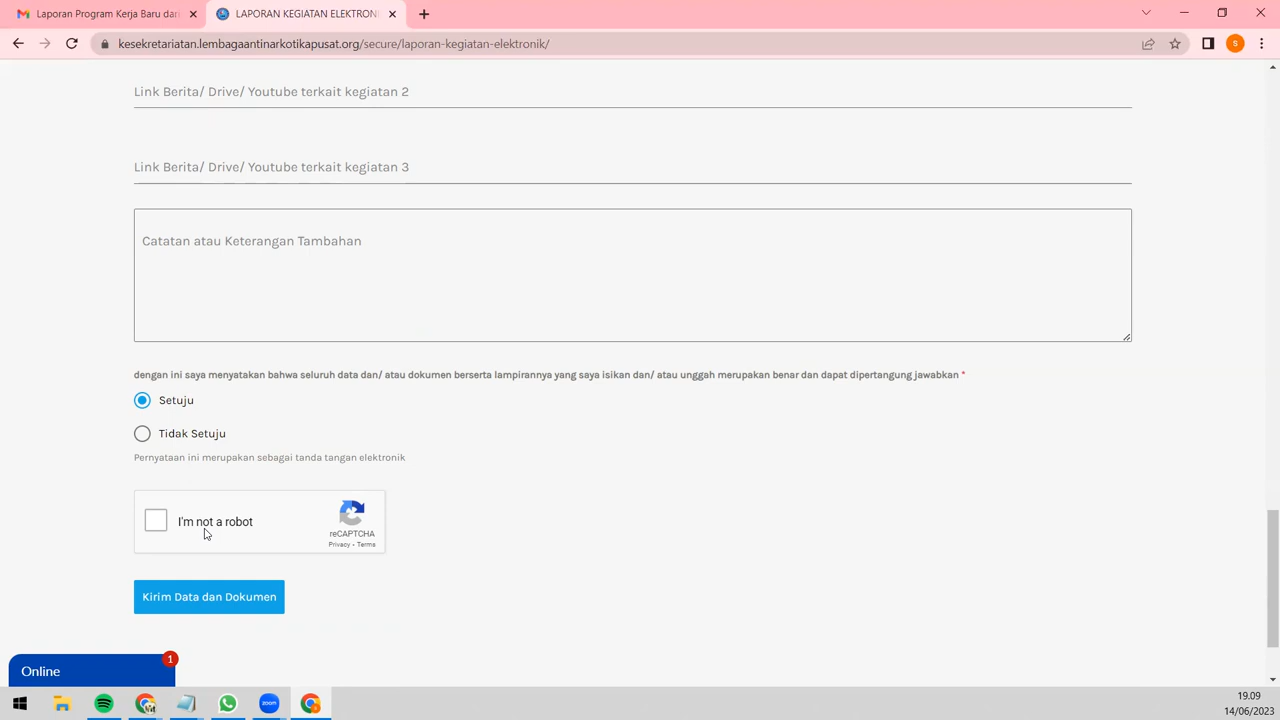 Laporan Program Kerja Baru dari
LAPORAN KEGIATAN ELEKTRONI
kesekretariatan.lembagaantinarkotikapusat.org/secure/laporan-kegiatan-elektronik/
S
Link Berita/ Drive/ Youtube terkait kegiatan 2
Link Berita/ Drive/ Youtube terkait kegiatan 3
Catatan atau Keterangan Tambahan
dengan ini saya menyatakan bahwa seluruh data dan/ atau dokumen berserta lampirannya yang saya isikan dan/ atau unggah merupakan benar dan dapat dipertangung jawabkan *
Setuju
Tidak Setuju
Pernyataan ini merupakan sebagai tanda tangan elektronik
I'm not a robot
reCAPTCHA
Privacy • Terms
Kirim Data dan Dokumen
Online
1
zoom
19.09
14/06/2023